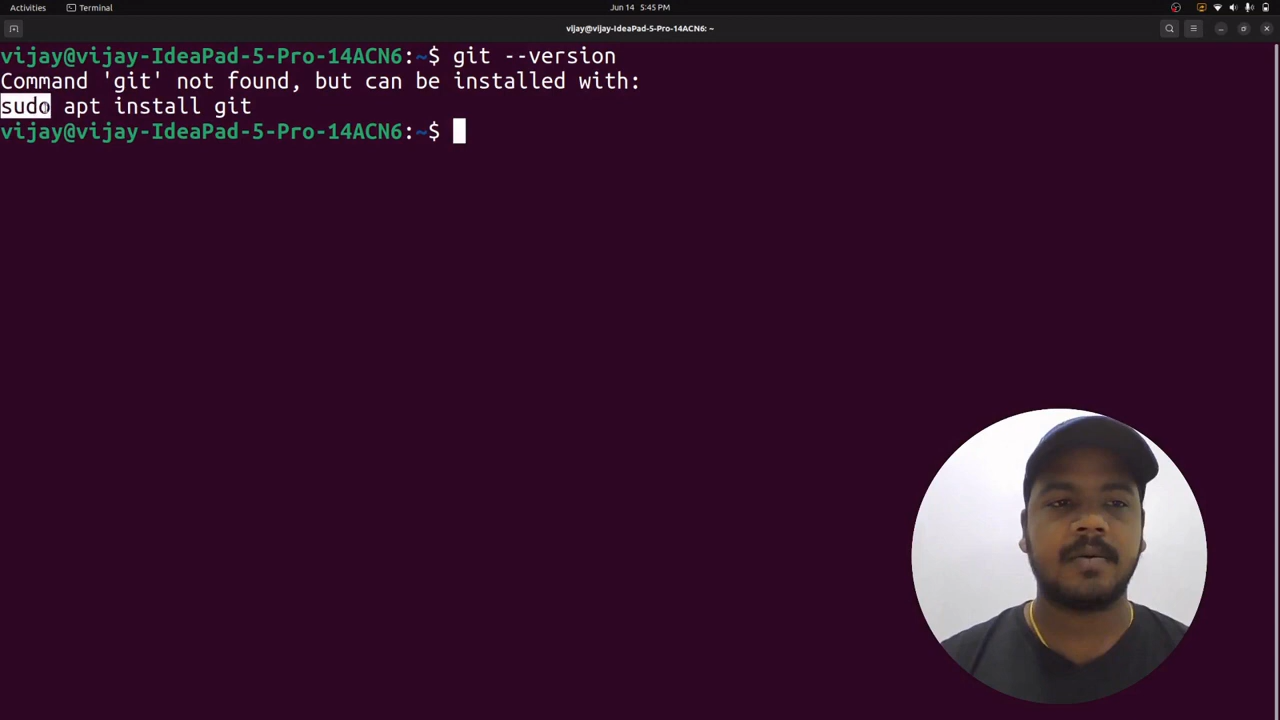 Activities
Terminal
Jun 14 5:45 PM
vijay@vijay-IdeaPad-5-Pro-14ACN6: ~
vijay@vijay-IdeaPad-5-Pro-14ACN6:~$ git --version
Command 'git' not found, but can be installed with:
sudo apt install git
vijay@vijay-IdeaPad-5-Pro-14ACN6:~$